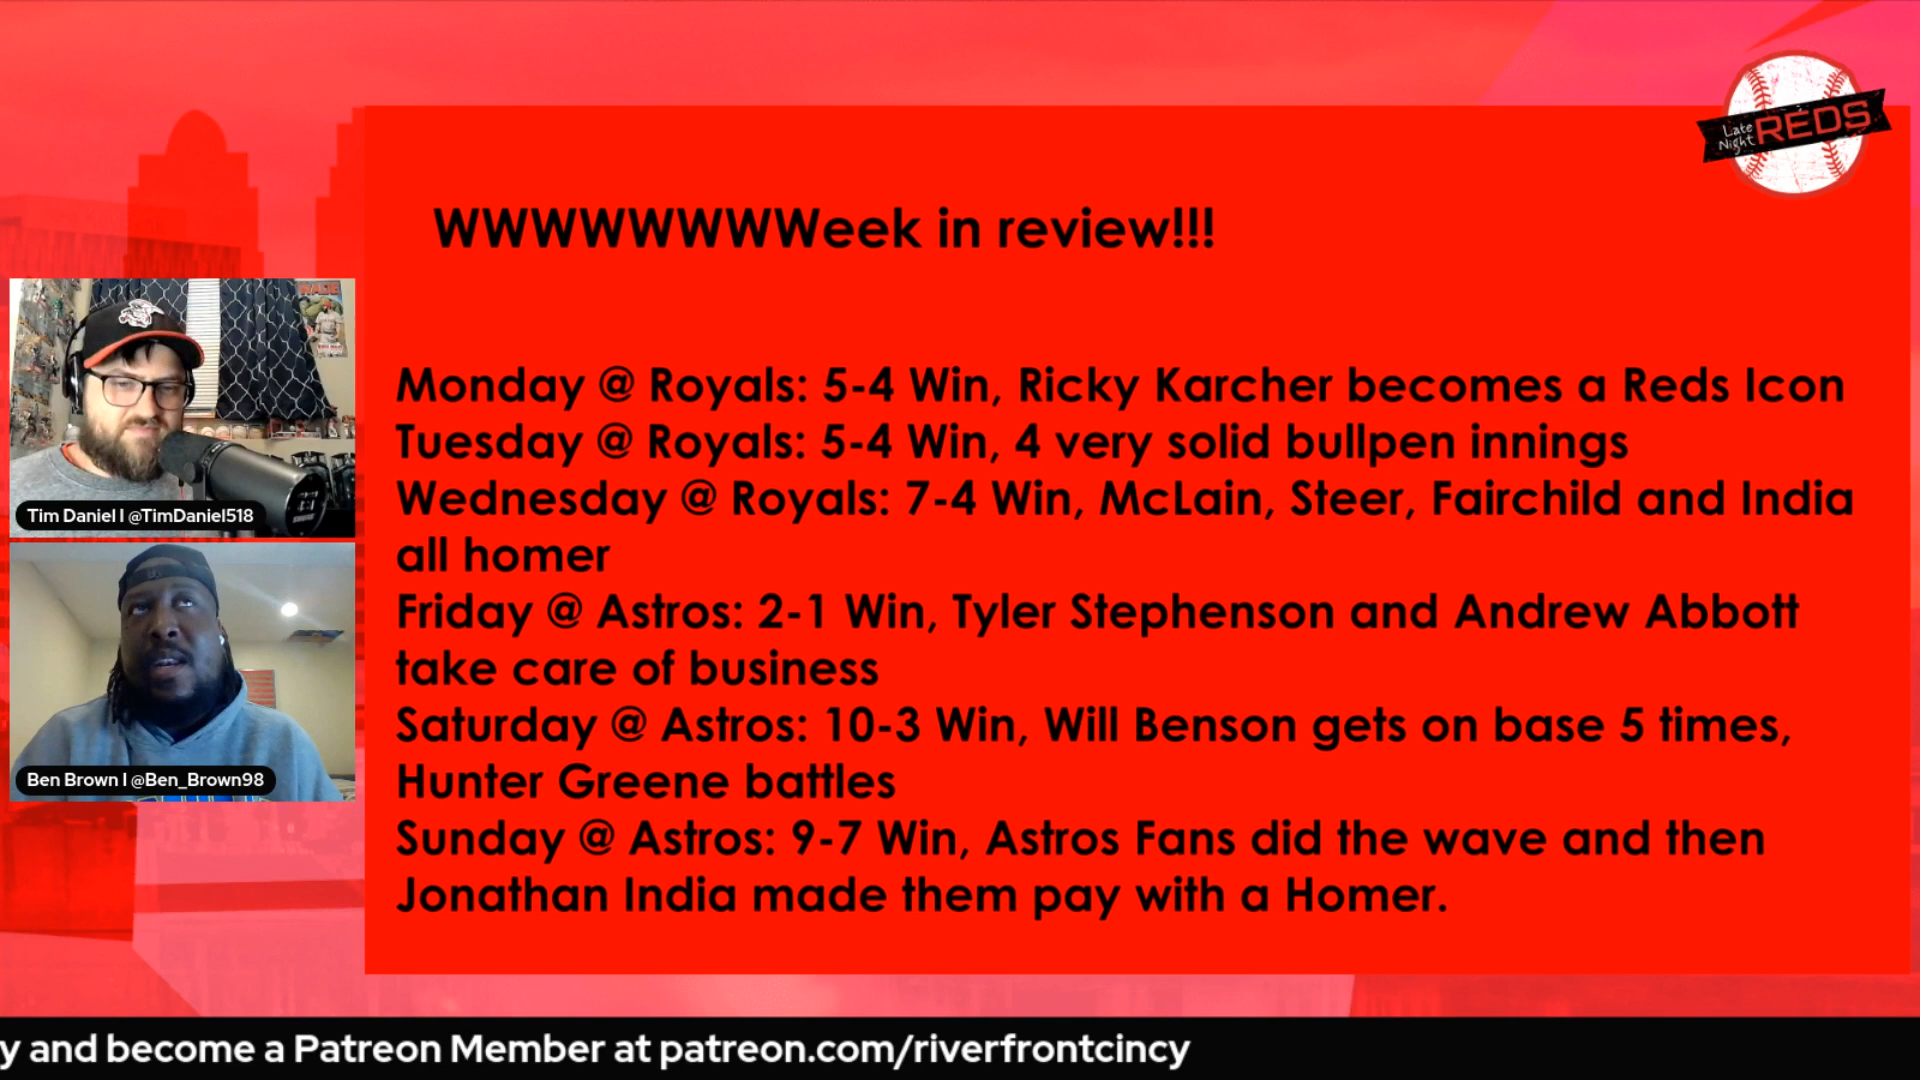 Late
Night REDS
WWWWWWWWeek in review!!!
Monday @ Royals: 5-4 Win, Ricky Karcher becomes a Reds Icon
Tuesday @ Royals: 5-4 Win, 4 very solid bullpen innings
Wednesday @ Royals: 7-4 Win, McLain, Steer, Fairchild and India
all homer
Friday @ Astros: 2-1 Win, Tyler Stephenson and Andrew Abbott
take care of business
Saturday @ Astros: 10-3 Win, Will Benson gets on base 5 times,
Hunter Greene battles
Sunday @ Astros: 9-7 Win, Astros Fans did the wave and then
Jonathan India made them pay with a Homer.
Tim Daniel | @TimDaniel518
Ben Brown | @Ben_Brown98
y and become a Patreon Member at patreon.com/riverfrontcincy